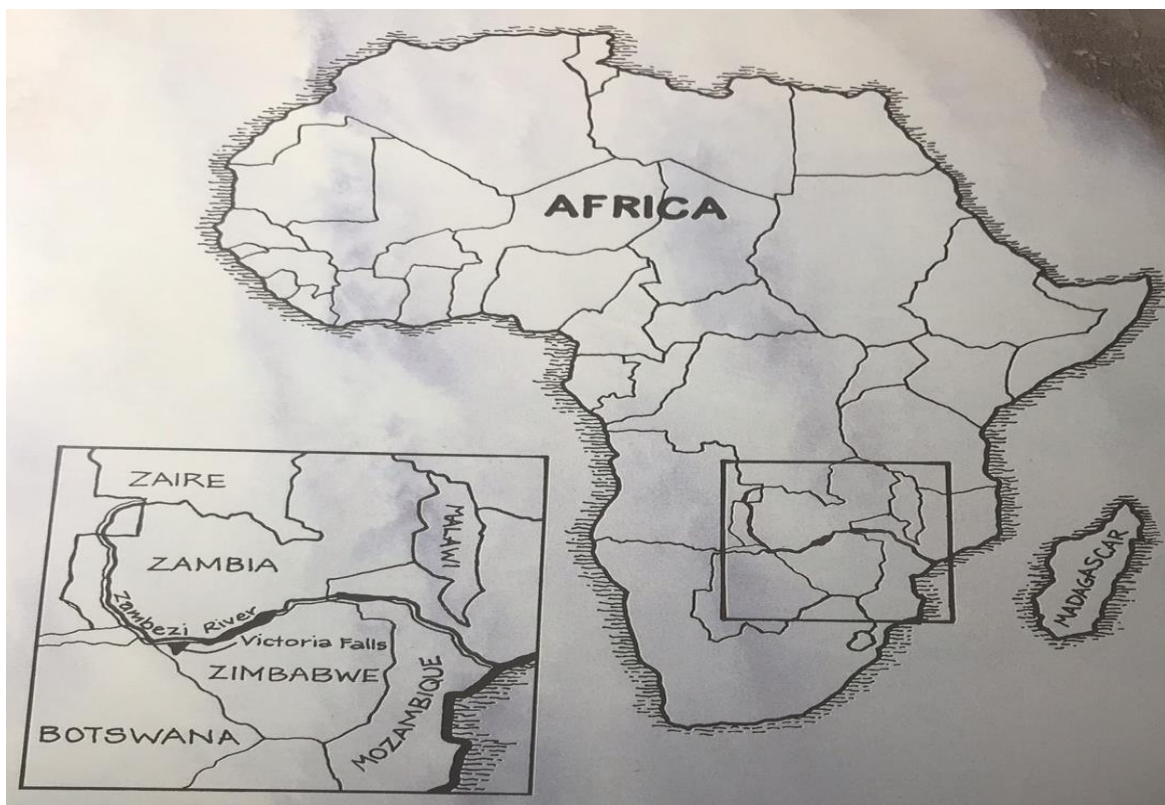 AFRICA
ZAIRE
MALAWI
ZAMBIA
Zambezi River
Victoria Falls
ZIMBABWE
MOZAMBIQUE
BOTSWANA
MADAGASCAR